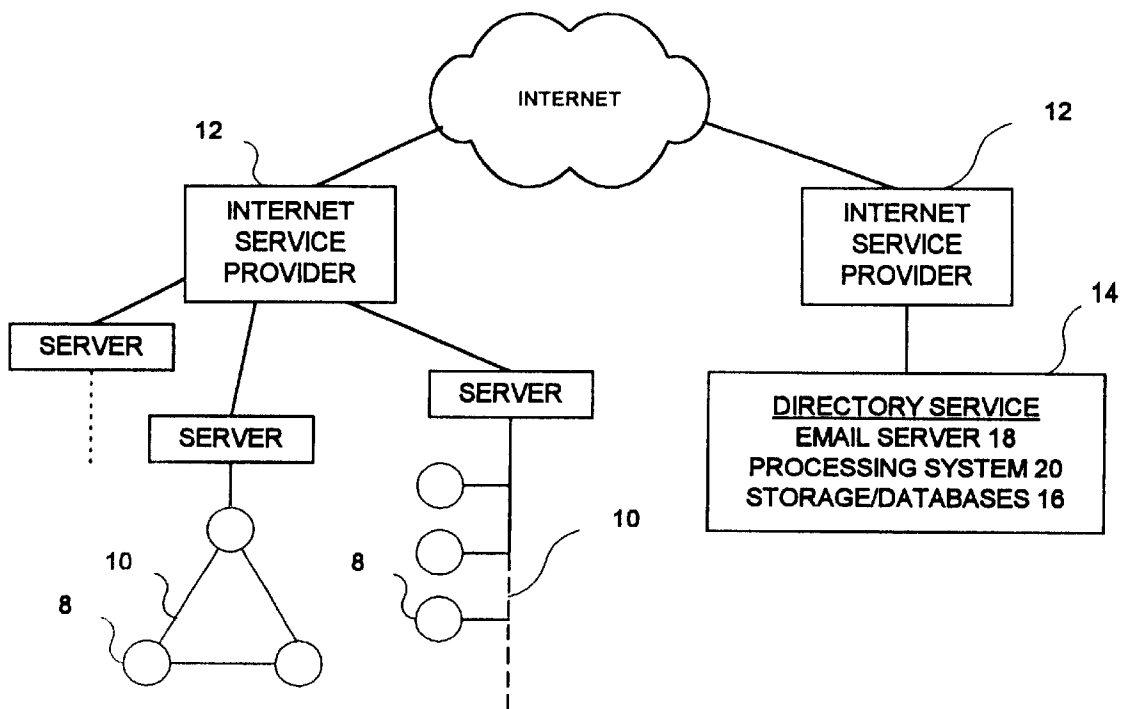 INTERNET
12
12
INTERNET
SERVICE
PROVIDER
INTERNET
SERVICE
PROVIDER
14
SERVER
SERVER
SERVER
DIRECTORY SERVICE
EMAIL SERVER 18
PROCESSING SYSTEM 20
STORAGE/DATABASES 16
10
10
8
8